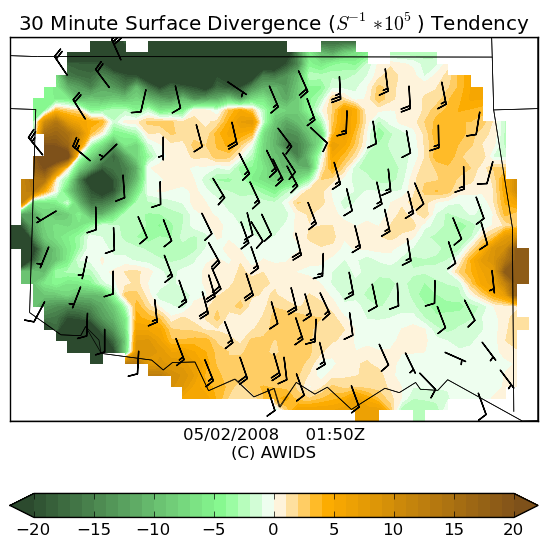 30 Minute Surface Divergence (S⁻¹ ∗10⁵ ) Tendency
05/02/2008 01:50Z
(C) AWIDS
−20 −15 −10 −5 0 5 10 15 20